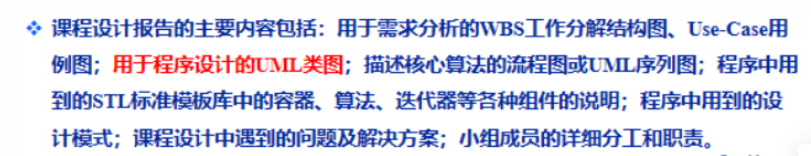 ❖ 课程设计报告的主要内容包括：用于需求分析的WBS工作分解结构图、Use-Case用
例图；用于程序设计的UML类图；描述核心算法的流程图或UML序列图；程序中用
到的STL标准模板库中的容器、算法、迭代器等各种组件的说明；程序中用到的设
计模式；课程设计中遇到的问题及解决方案；小组成员的详细分工和职责。